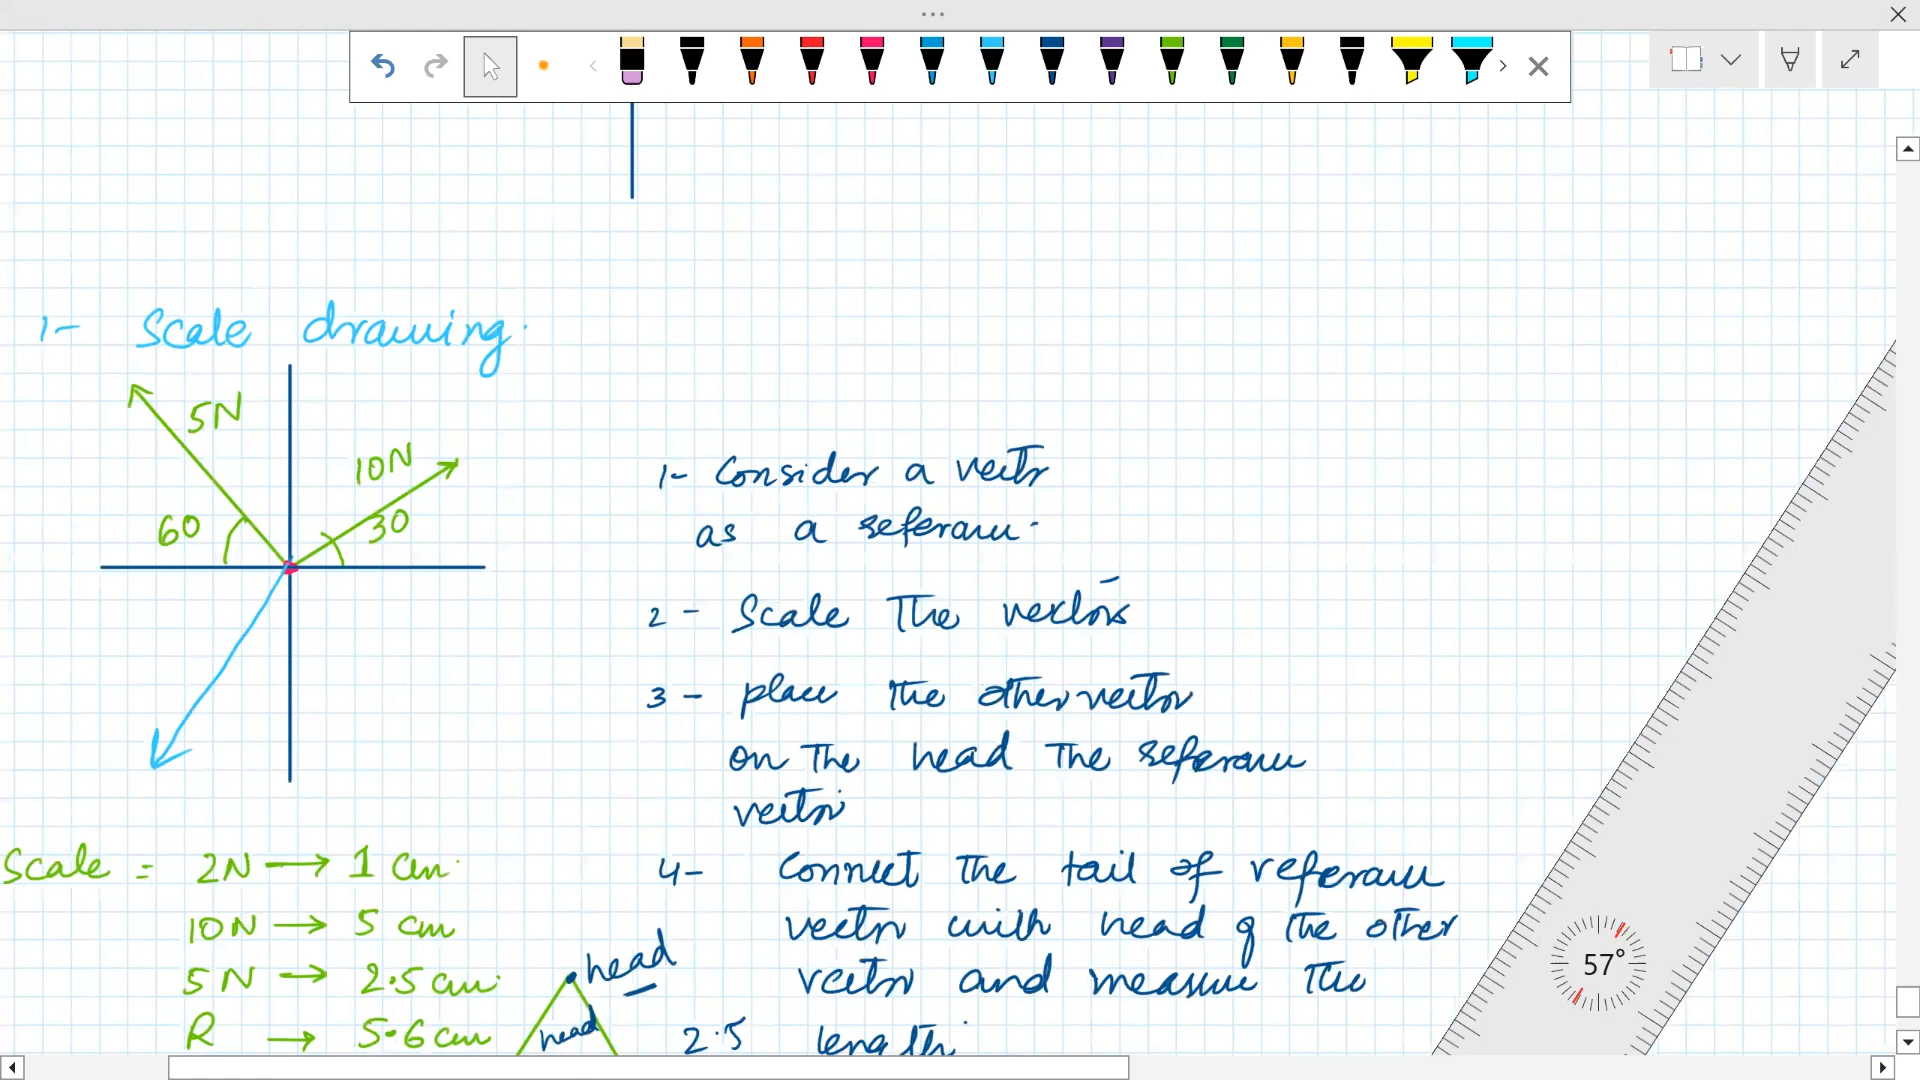 1- Scale drawing.
5N
10N
60
30
1- Consider a vector
as a reference.
2- Scale The vectors
3- place the other vector
on The head The reference
vector
Scale = 2N → 1 cm.
10N → 5 cm
5N → 2.5 cm.
R → 5.6 cm
head
head
4- Connect The tail of reference
vector with head of The other
vector and measure The
2.5 length
57°